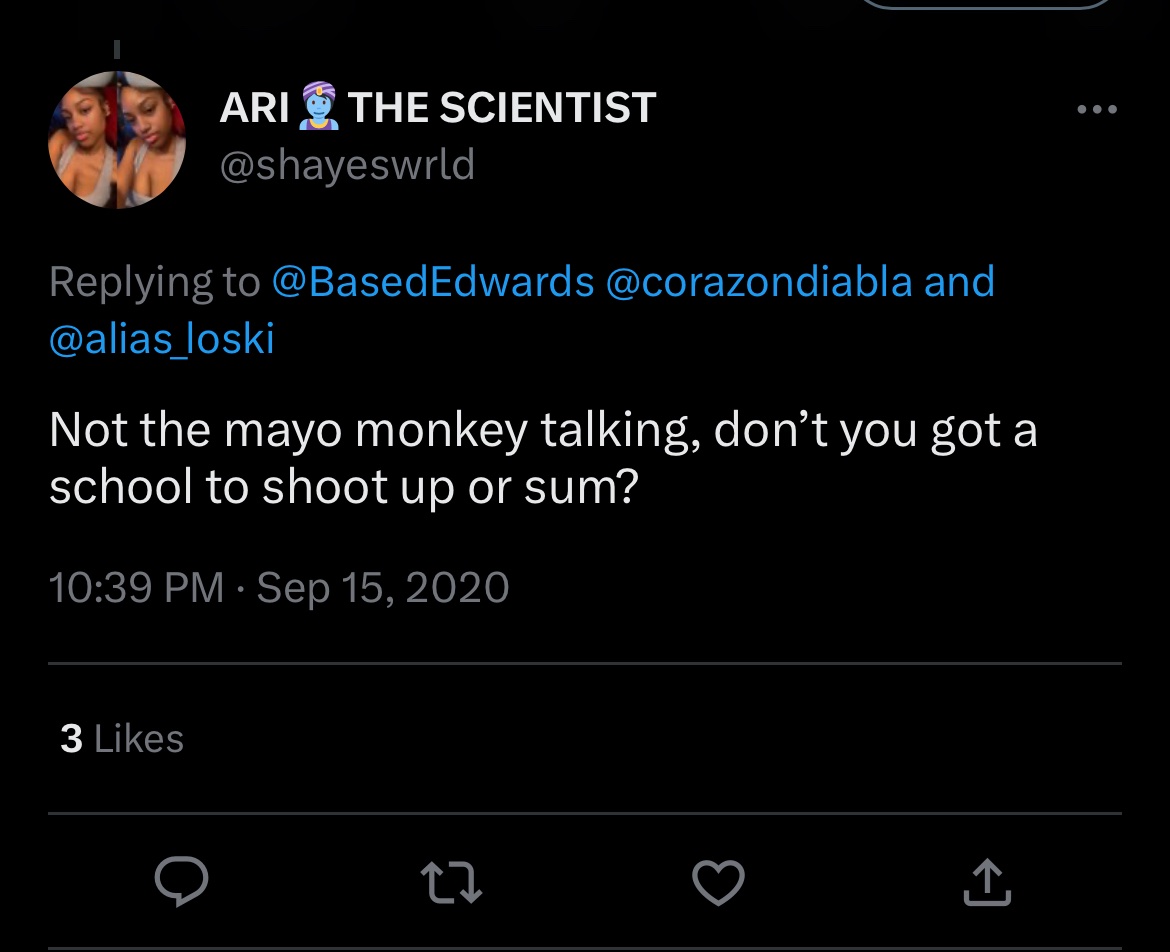 ARI🧞THE SCIENTIST
@shayeswrld
Replying to @BasedEdwards @corazondiabla and
@alias_loski
Not the mayo monkey talking, don’t you got a
school to shoot up or sum?
10:39 PM · Sep 15, 2020
3 Likes